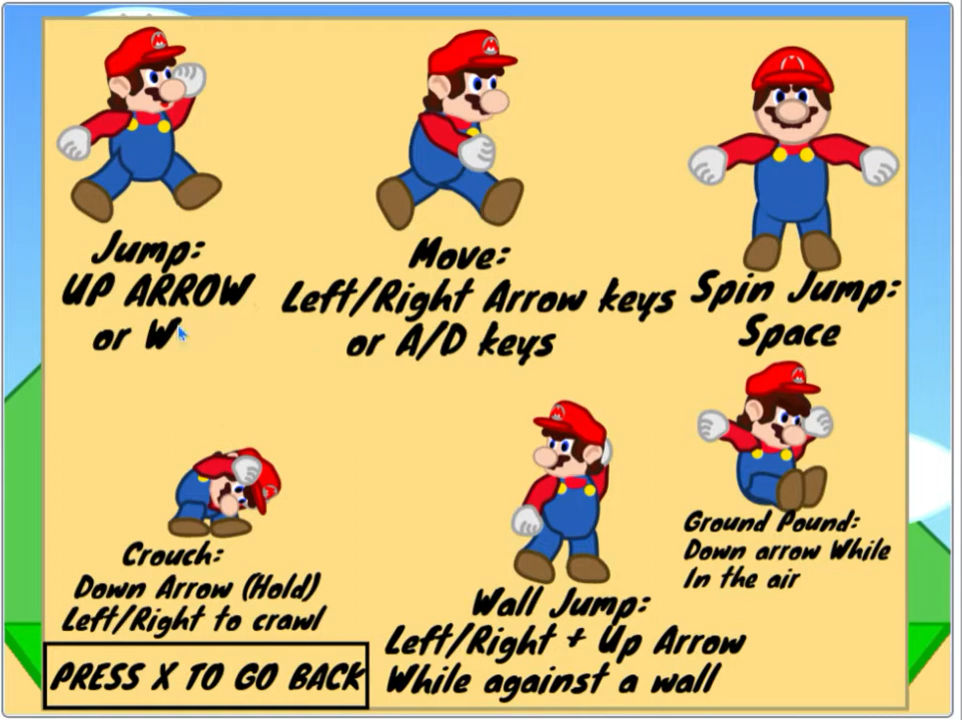 Jump:
UP ARROW
or W
Move:
Left/Right Arrow keys
or A/D keys
Spin Jump:
Space
Crouch:
Down Arrow (Hold)
Left/Right to crawl
Wall Jump:
Left/Right + Up Arrow
While against a wall
Ground Pound:
Down arrow While
In the air
PRESS X TO GO BACK